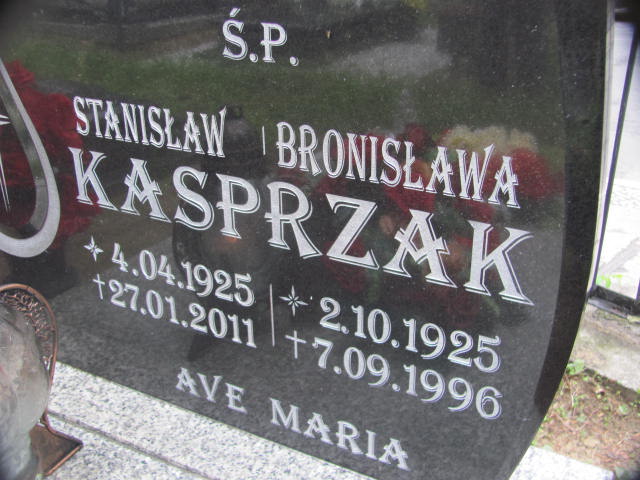 Ś.P.
STANISŁAW | BRONISŁAWA
KASPRZAK
4.04.1925 | 2.10.1925
†27.01.2011 | †7.09.1996
AVE MARIA